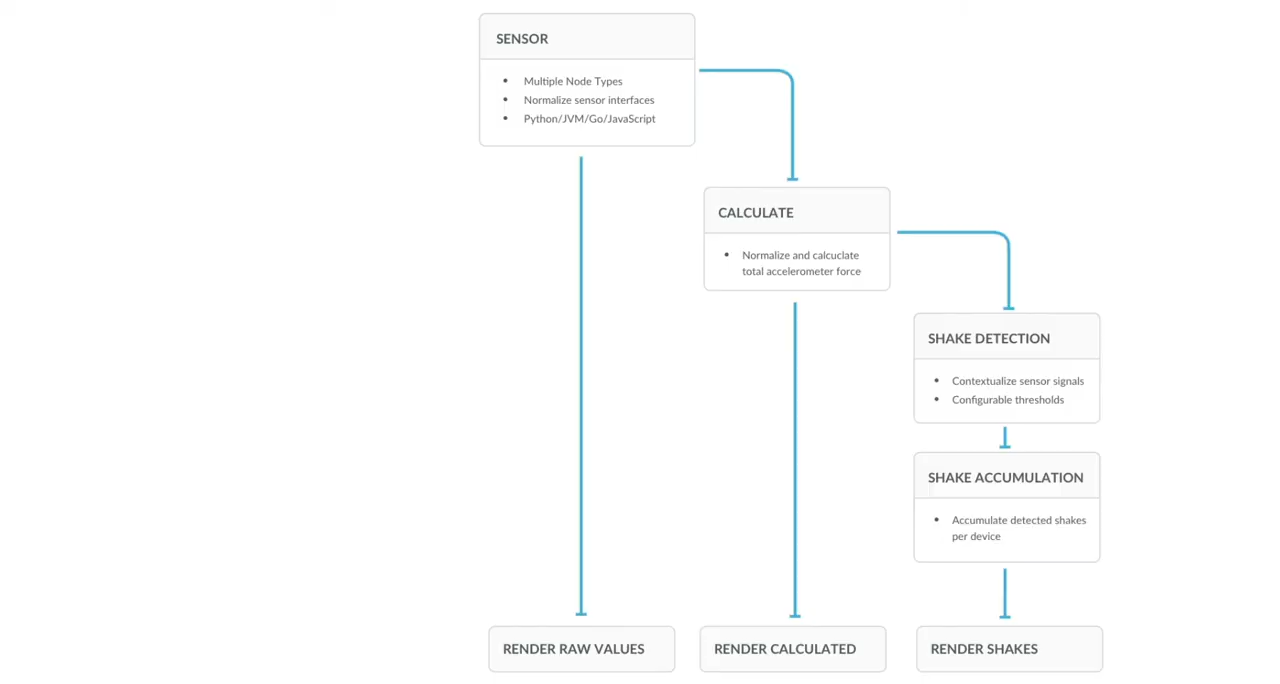 SENSOR
• Multiple Node Types
• Normalize sensor interfaces
• Python/JVM/Go/JavaScript
CALCULATE
• Normalize and calcuclate
total accelerometer force
SHAKE DETECTION
• Contextualize sensor signals
• Configurable thresholds
SHAKE ACCUMULATION
• Accumulate detected shakes
per device
RENDER RAW VALUES
RENDER CALCULATED
RENDER SHAKES